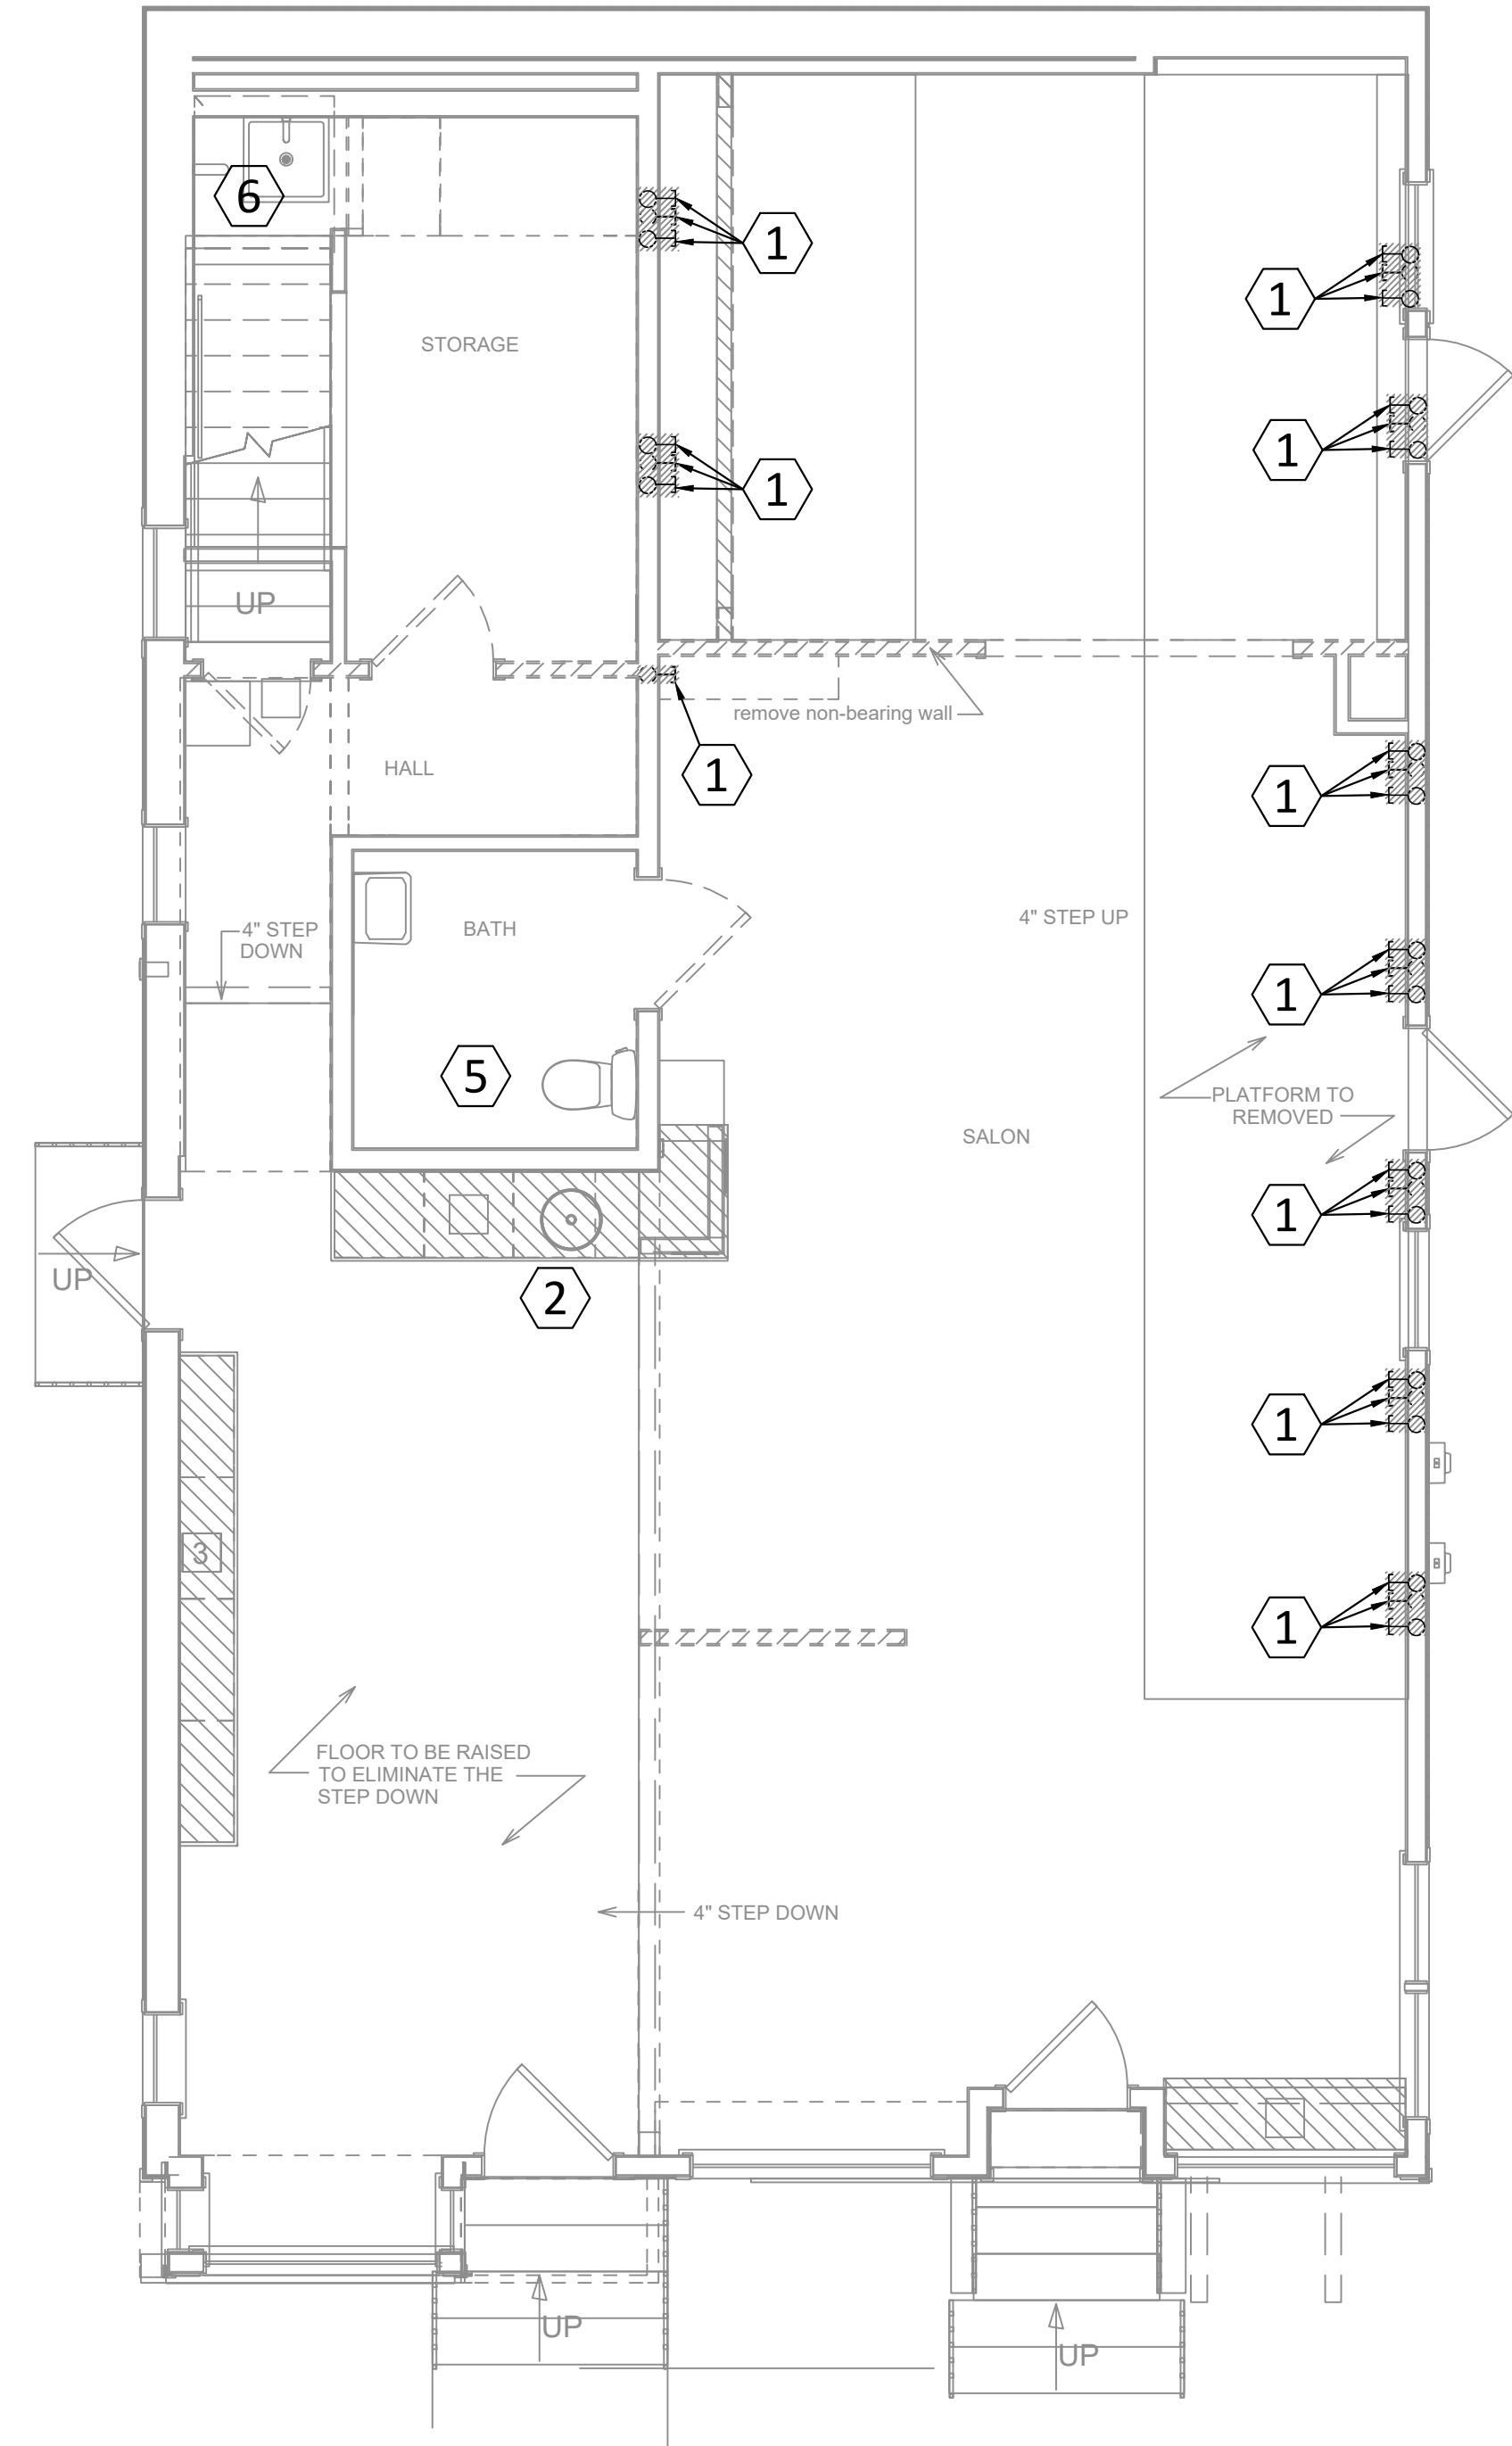 6
1
1
STORAGE
1
1
UP
remove non-bearing wall
HALL
1
1
4" STEP
DOWN
BATH
4" STEP UP
1
5
PLATFORM TO
REMOVED
SALON
1
UP
2
1
3
1
FLOOR TO BE RAISED
TO ELIMINATE THE
STEP DOWN
4" STEP DOWN
UP
UP